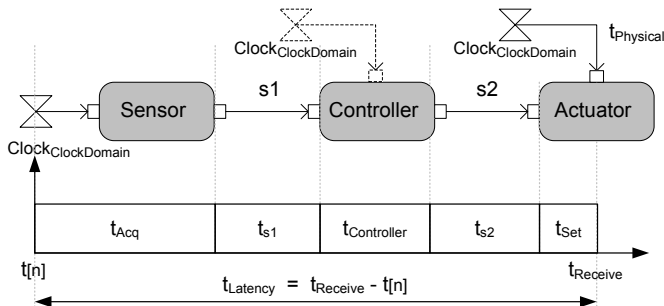 Clock_ClockDomain
Clock_ClockDomain
t_Physical
s1
s2
Sensor
Controller
Actuator
Clock_ClockDomain
t_Acq
t_s1
t_Controller
t_s2
t_Set
t[n]
t_Receive
t_Latency = t_Receive - t[n]